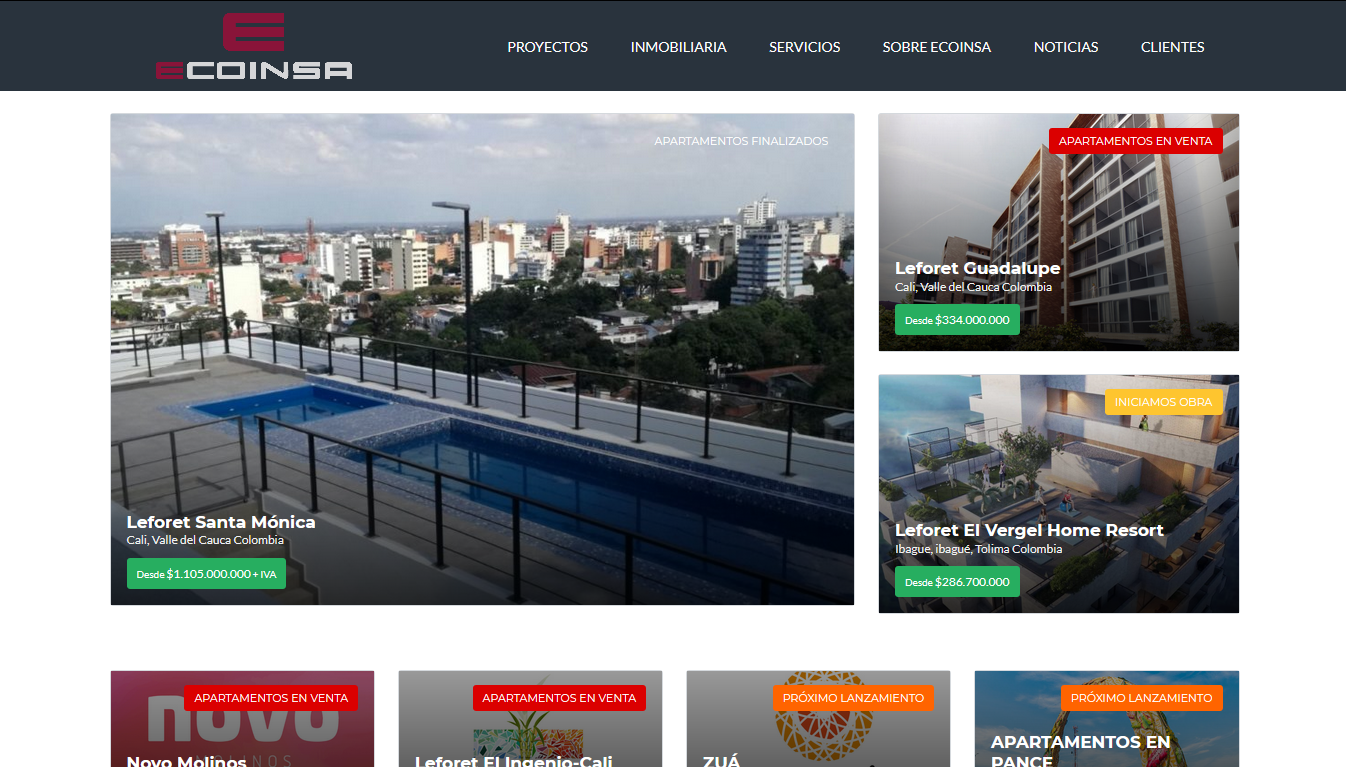 ECOINSA
PROYECTOS
INMOBILIARIA
SERVICIOS
SOBRE ECOINSA
NOTICIAS
CLIENTES
APARTAMENTOS FINALIZADOS
Leforet Santa Mónica
Cali, Valle del Cauca Colombia
Desde $1.105.000.000 + IVA
APARTAMENTOS EN VENTA
Leforet Guadalupe
Cali, Valle del Cauca Colombia
Desde $334.000.000
INICIAMOS OBRA
Leforet El Vergel Home Resort
Ibague, ibagué, Tolima Colombia
Desde $286.700.000
APARTAMENTOS EN VENTA
novo
MOLINOS
Novo Molinos
APARTAMENTOS EN VENTA
Leforet El Ingenio-Cali
PRÓXIMO LANZAMIENTO
ZUÁ
PRÓXIMO LANZAMIENTO
APARTAMENTOS EN
PANCE